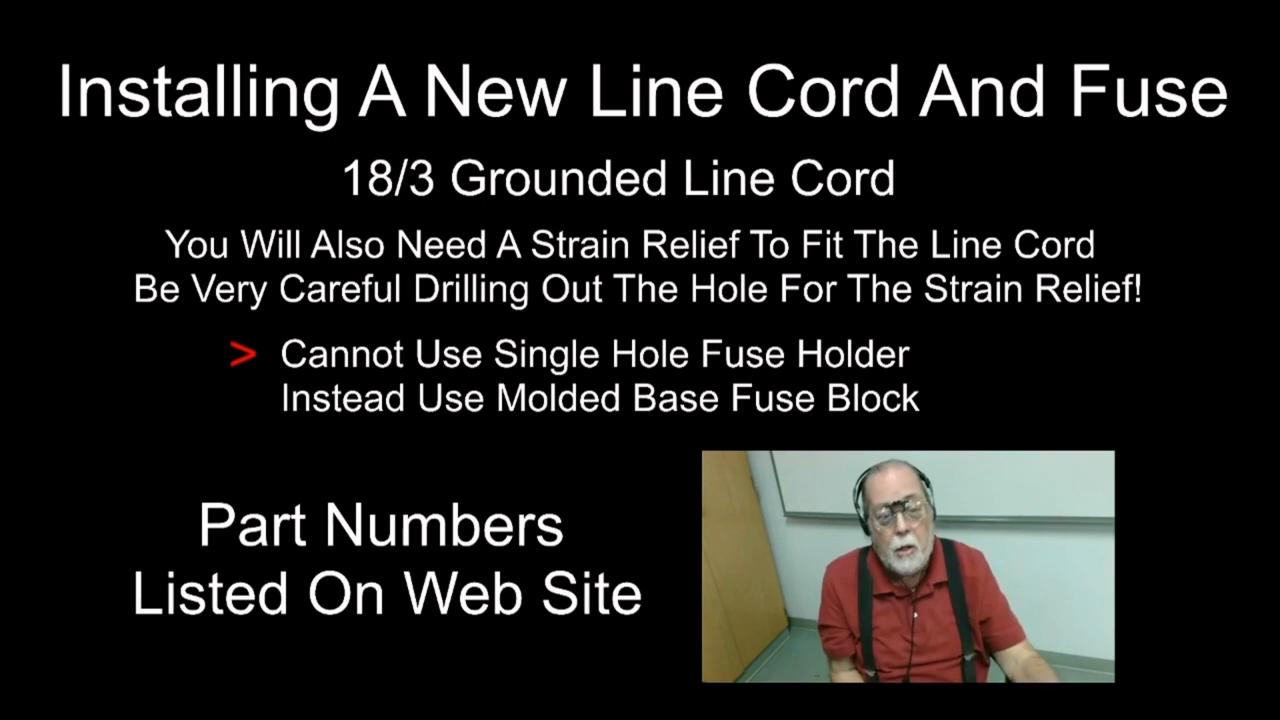 Installing A New Line Cord And Fuse
18/3 Grounded Line Cord
You Will Also Need A Strain Relief To Fit The Line Cord
Be Very Careful Drilling Out The Hole For The Strain Relief!
> Cannot Use Single Hole Fuse Holder
Instead Use Molded Base Fuse Block
Part Numbers
Listed On Web Site